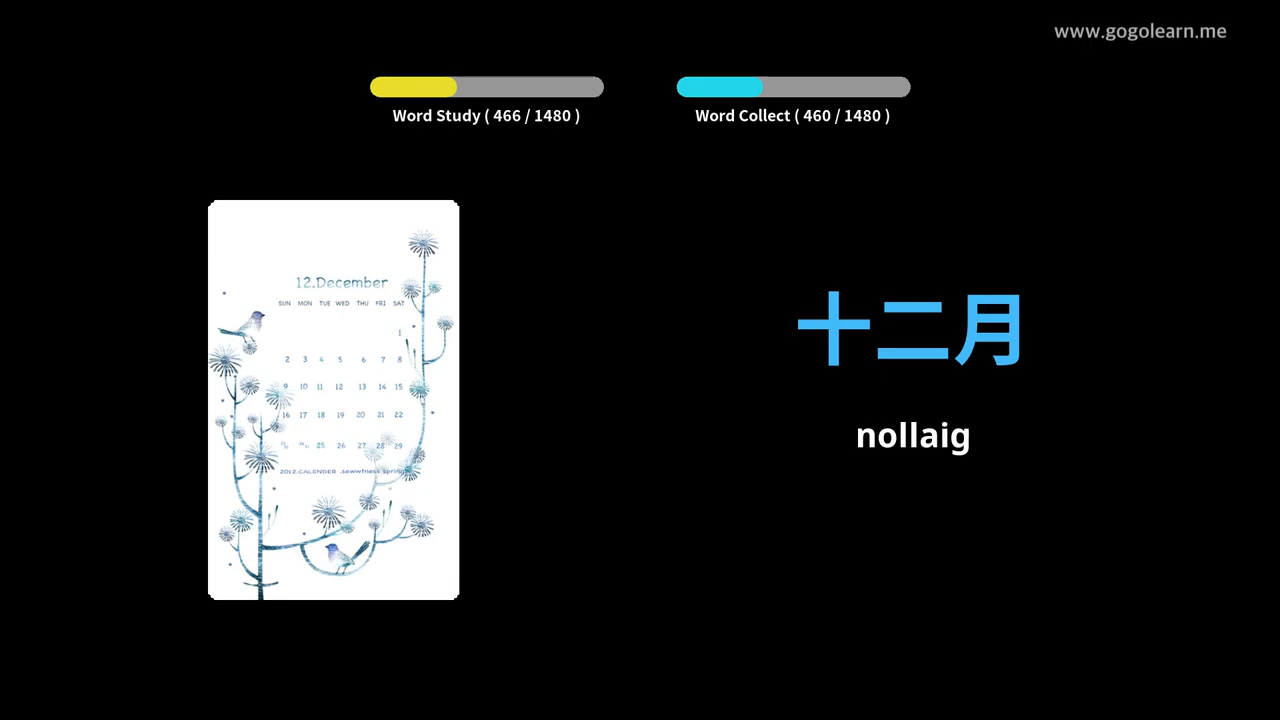 www.gogolearn.me
Word Study ( 466 / 1480 )
Word Collect ( 460 / 1480 )
12.December
SUN MON TUE WED THU FRI SAT
1
2 3 4 5 6 7 8
9 10 11 12 13 14 15
16 17 18 19 20 21 22
25 26 27 28 29
2012.CALENDER .sewwtness spring
十二月
nollaig